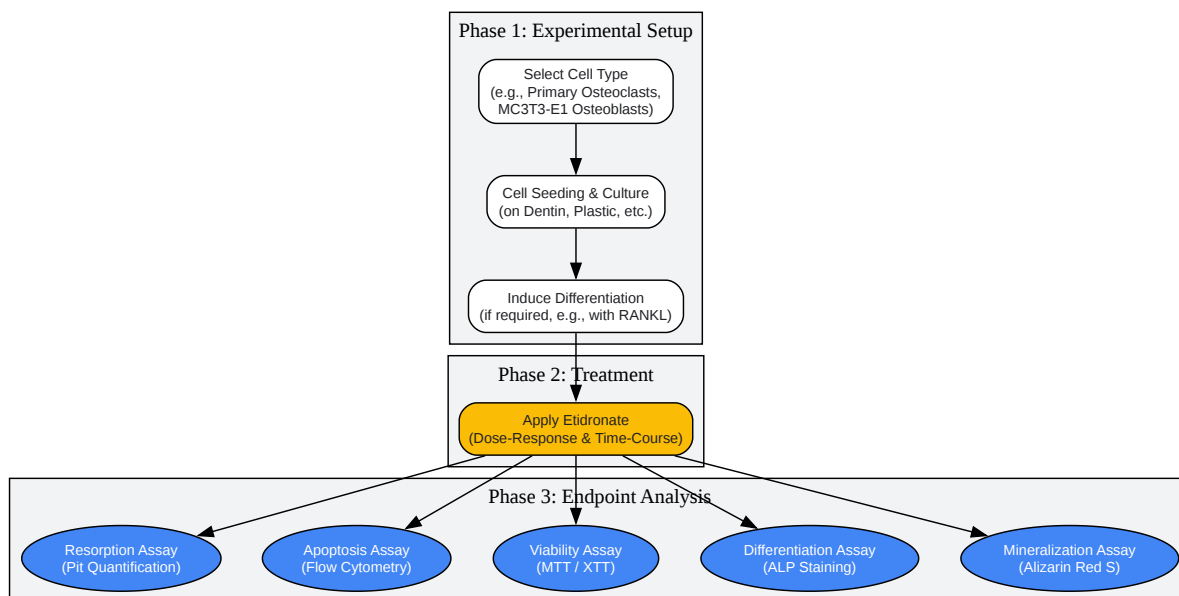 Phase 1: Experimental Setup
Select Cell Type
(e.g., Primary Osteoclasts,
MC3T3-E1 Osteoblasts)
Cell Seeding & Culture
(on Dentin, Plastic, etc.)
Induce Differentiation
(if required, e.g., with RANKL)
Phase 2: Treatment
Apply Etidronate
(Dose-Response & Time-Course)
Phase 3: Endpoint Analysis
Resorption Assay
(Pit Quantification)
Apoptosis Assay
(Flow Cytometry)
Viability Assay
(MTT / XTT)
Differentiation Assay
(ALP Staining)
Mineralization Assay
(Alizarin Red S)